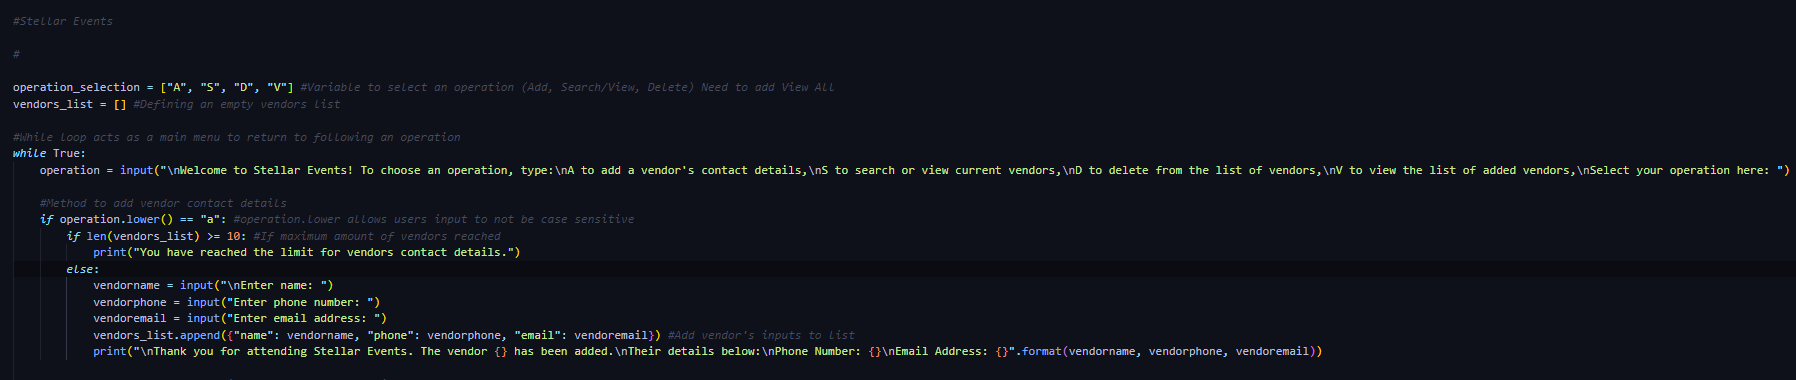 #Stellar Events
#
operation_selection = ["A", "S", "D", "V"] #Variable to select an operation (Add, Search/View, Delete) Need to add View All
vendors_list = [] #Defining an empty vendors list
#While loop acts as a main menu to return to following an operation
while True:
operation = input("\nWelcome to Stellar Events! To choose an operation, type:\nA to add a vendor's contact details,\nS to search or view current vendors,\nD to delete from the list of vendors,\nV to view the list of added vendors,\nSelect your operation here: ")
#Method to add vendor contact details
if operation.lower() == "a": #operation.lower allows users input to not be case sensitive
if len(vendors_list) >= 10: #If maximum amount of vendors reached
print("You have reached the limit for vendors contact details.")
else:
vendorname = input("\nEnter name: ")
vendorphone = input("Enter phone number: ")
vendoremail = input("Enter email address: ")
vendors_list.append({"name": vendorname, "phone": vendorphone, "email": vendoremail}) #Add vendor's inputs to list
print("\nThank you for attending Stellar Events. The vendor {} has been added.\nTheir details below:\nPhone Number: {}\nEmail Address: {}".format(vendorname, vendorphone, vendoremail))